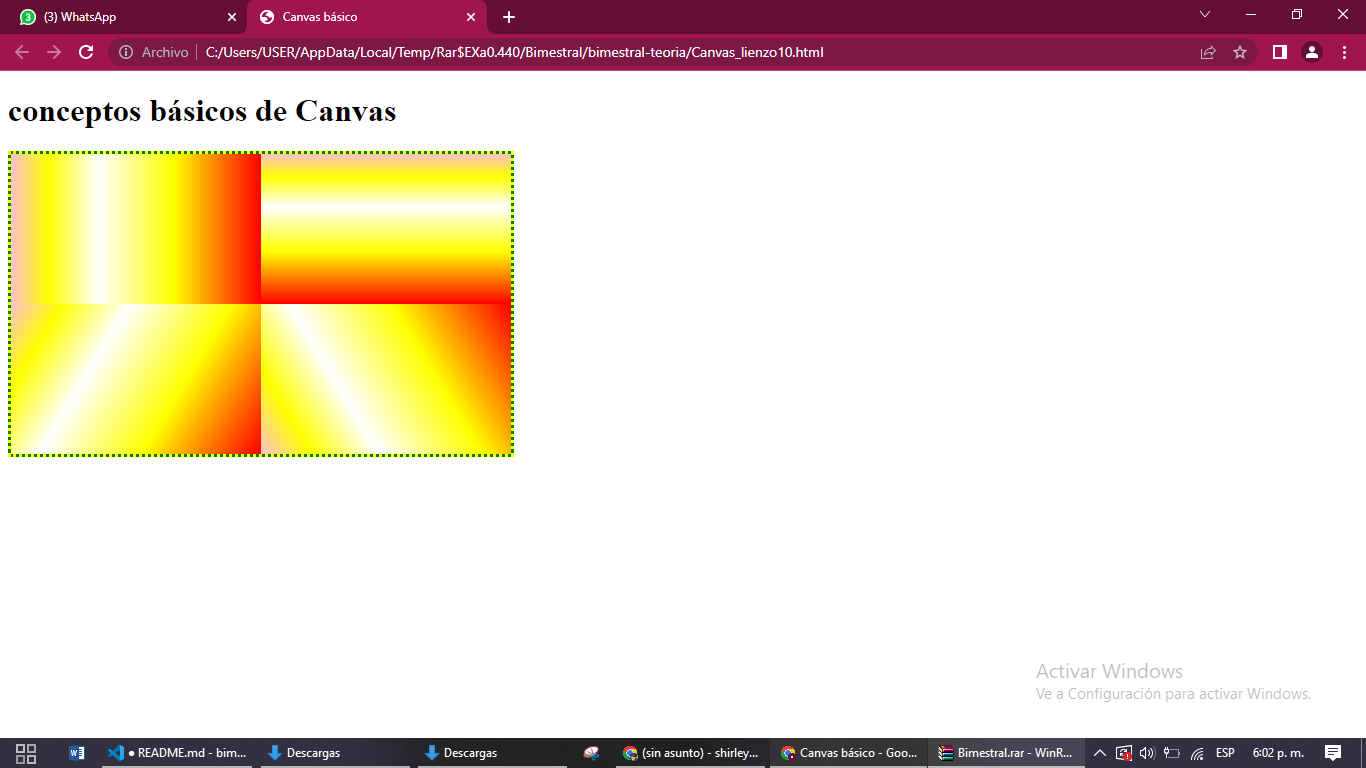 (3) WhatsApp
Canvas básico
Archivo
C:/Users/USER/AppData/Local/Temp/Rar$EXa0.440/Bimestral/bimestral-teoria/Canvas_lienzo10.html
conceptos básicos de Canvas
Activar Windows
Ve a Configuración para activar Windows.
● README.md - bim...
Descargas
Descargas
(sin asunto) - shirley...
Canvas básico - Goo...
Bimestral.rar - WinR...
ESP
6:02 p. m.